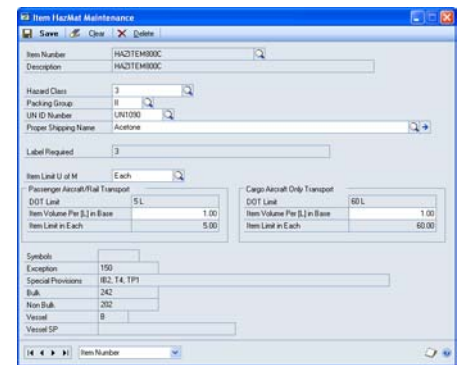 Item HazMat Maintenance
Save Clear Delete
Item Number HAZITEM800C
Description HAZITEM800C
Hazard Class 3
Packing Group II
UN ID Number UN1090
Proper Shipping Name Acetone
Label Required 3
Item Limit U of M Each
Passenger Aircraft/Rail Transport Cargo Aircraft Only Transport
DOT Limit 5 L DOT Limit 60 L
Item Volume Per [L] in Base 1.00 Item Volume Per [L] in Base 1.00
Item Limit in Each 5.00 Item Limit in Each 60.00
Symbols
Exception 150
Special Provisions IB2, T4, TP1
Bulk 242
Non Bulk 202
Vessel B
Vessel SP
Item Number